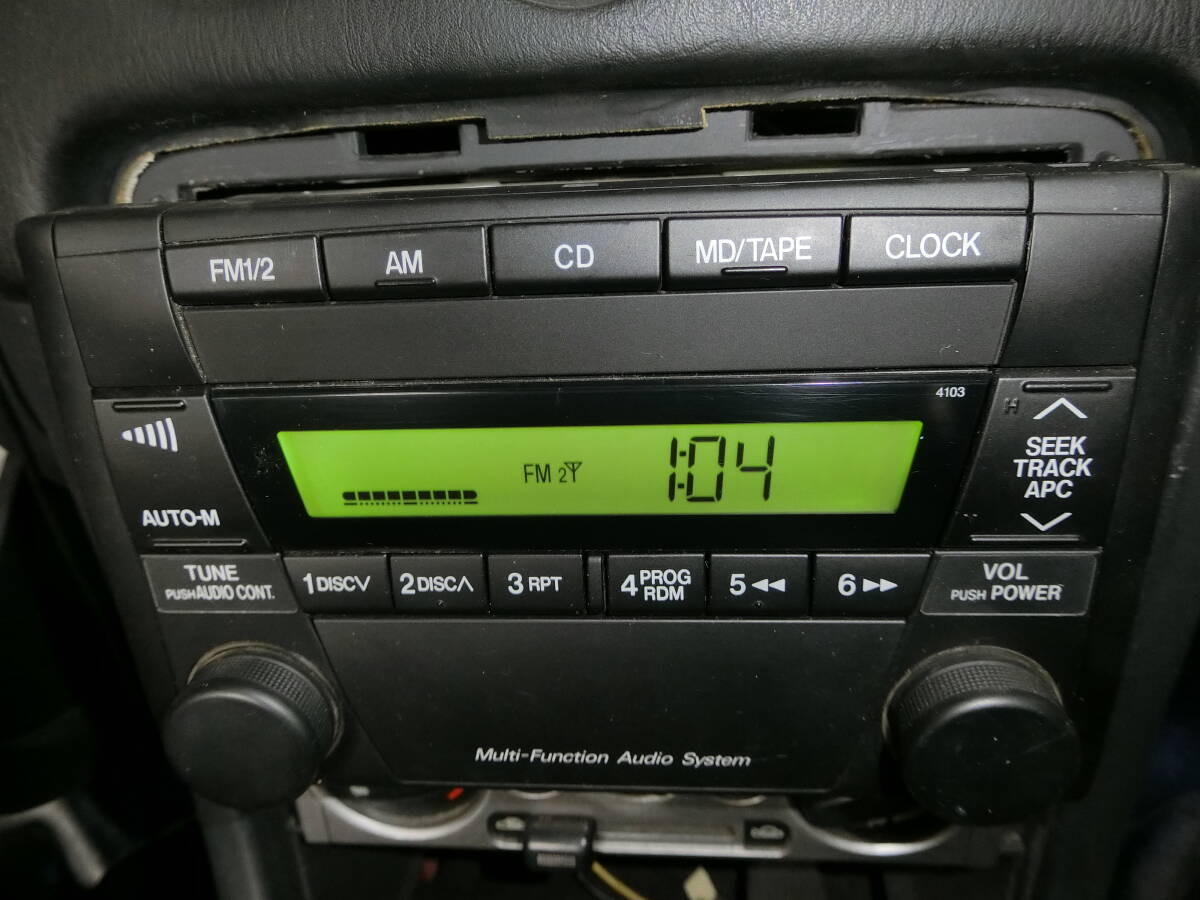 FM1/2 AM CD MD/TAPE CLOCK
4103
H
SEEK
TRACK
APC
FM 2 1:04
AUTO-M
TUNE
PUSH AUDIO CONT.
1 DISC∨ 2 DISC∧ 3 RPT 4 PROG RDM 5 ◀◀ 6 ▶▶
VOL
PUSH POWER
Multi-Function Audio System